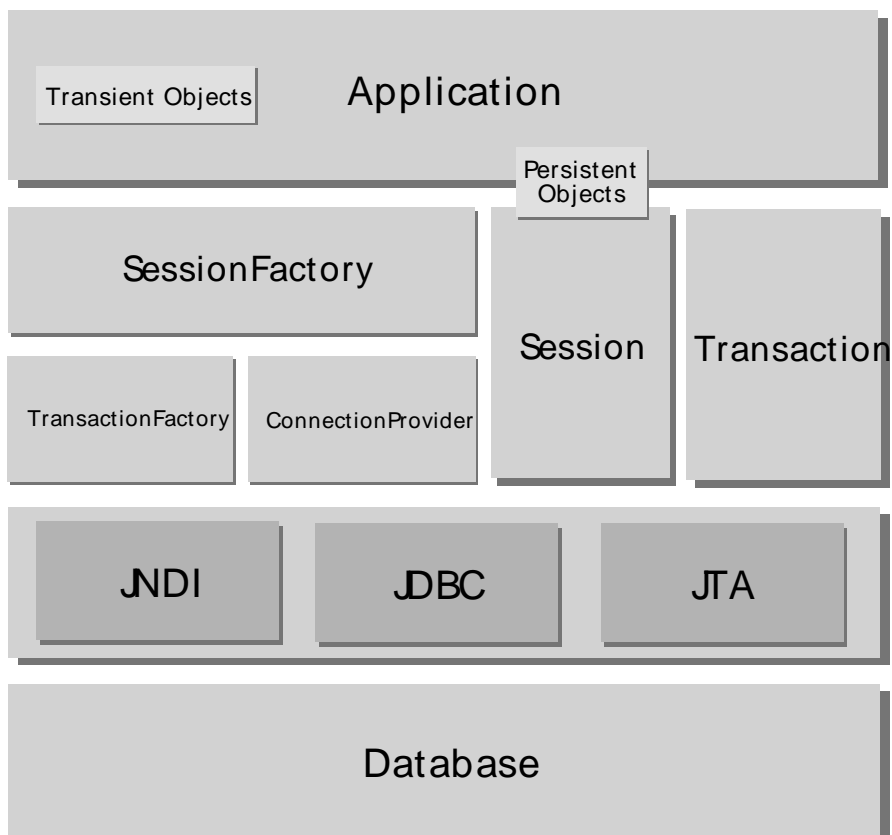 Transient Objects
Application
Persistent
Objects
SessionFactory
Session
Transaction
TransactionFactory
ConnectionProvider
JNDI
JDBC
JTA
Database